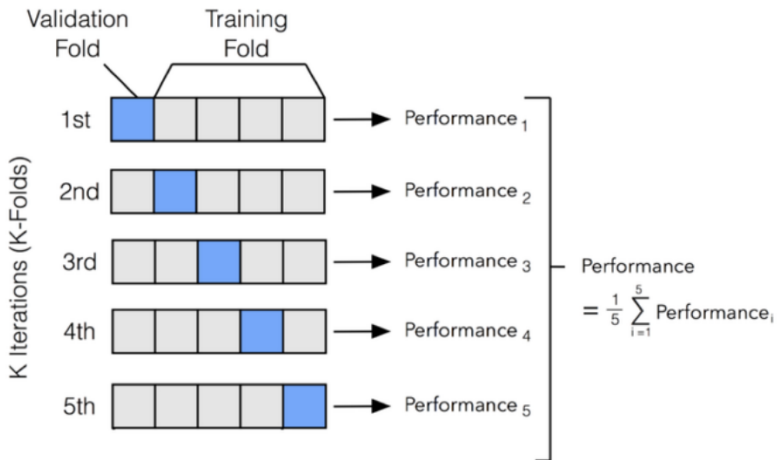 Validation
Fold
Training
Fold
K Iterations (K-Folds)
1st
Performance 1
2nd
Performance 2
3rd
Performance 3
4th
Performance 4
5th
Performance 5
Performance
= 1/5 5∑i=1 Performance i